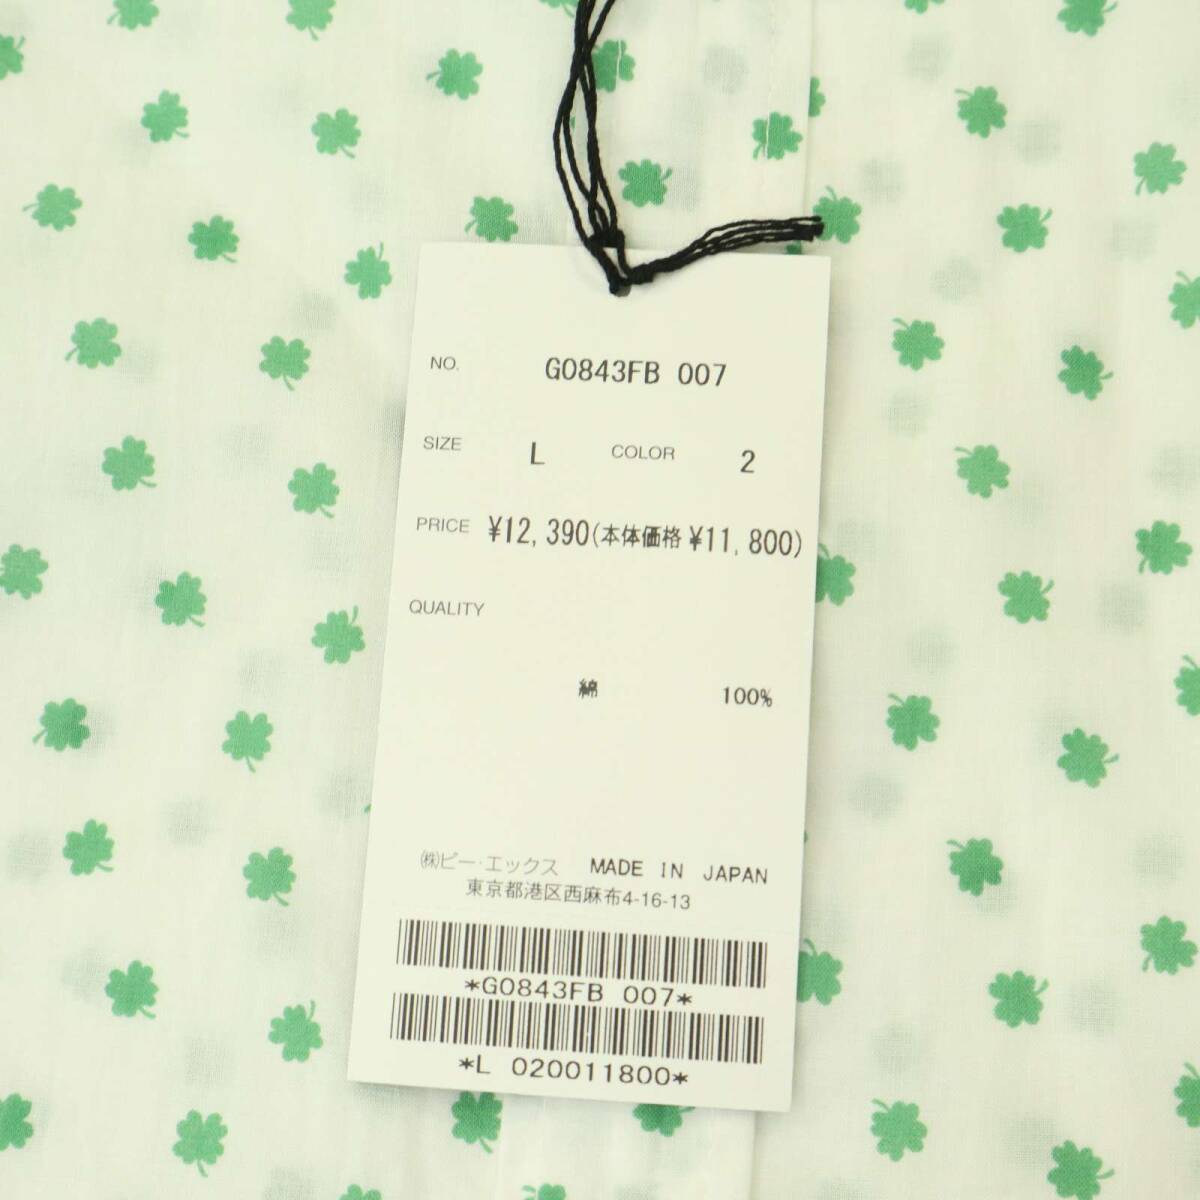 NO. G0843FB 007
SIZE L COLOR 2
PRICE ¥12,390(本体価格 ¥11,800)
QUALITY
綿 100%
㈱ビー・エックス MADE IN JAPAN
東京都港区西麻布4-16-13
*G0843FB 007*
*L 020011800*